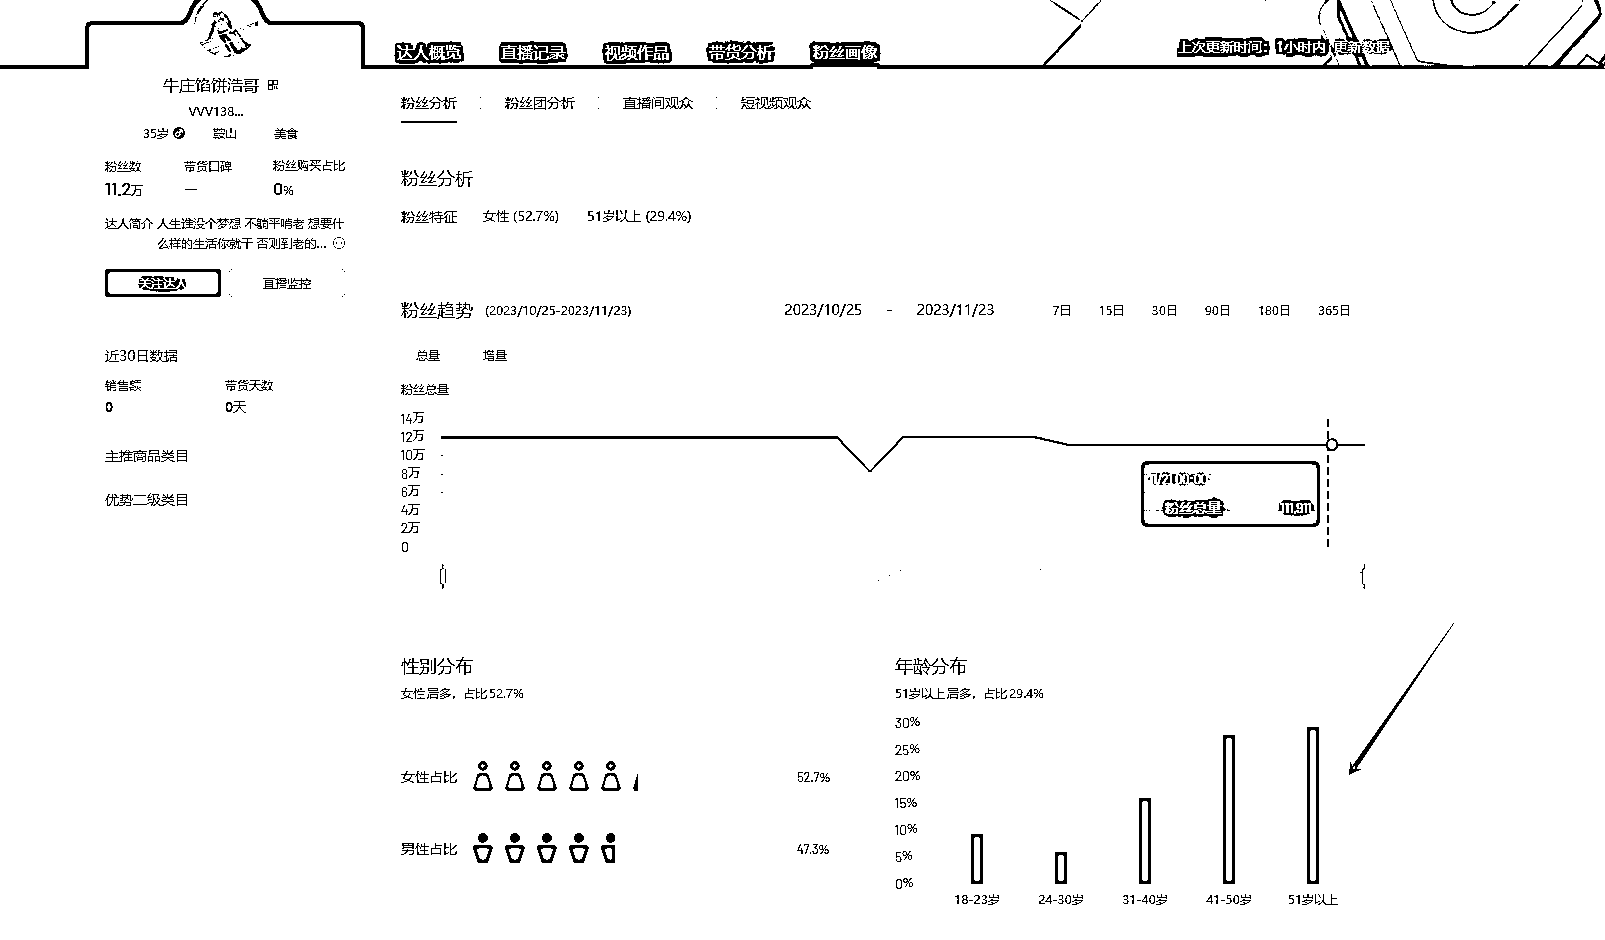 达人概览 直播记录 视频作品 带货分析 粉丝画像
上次更新时间：1小时内 更新数据
牛庄馅饼浩哥
VVV138...
35岁 鞍山 美食
粉丝数 带货口碑 粉丝购买占比
11.2万 — 0%
达人简介 人生谁没个梦想 不躺平啃老 想要什
么样的生活你就干 否则到老的...
关注达人 直播监控
近30日数据
销售额 带货天数
0 0天
主推商品类目
优势二级类目
粉丝分析 粉丝团分析 直播间观众 短视频观众
粉丝分析
粉丝特征 女性 (52.7%) 51岁以上 (29.4%)
粉丝趋势 (2023/10/25-2023/11/23) 2023/10/25 - 2023/11/23 7日 15日 30日 90日 180日 365日
总量 增量
粉丝总量
14万
12万
10万
8万
6万
4万
2万
0
粉丝总量
性别分布
女性居多，占比52.7%
女性占比 52.7%
男性占比 47.3%
年龄分布
51岁以上居多，占比29.4%
30%
25%
20%
15%
10%
5%
0%
18-23岁 24-30岁 31-40岁 41-50岁 51岁以上